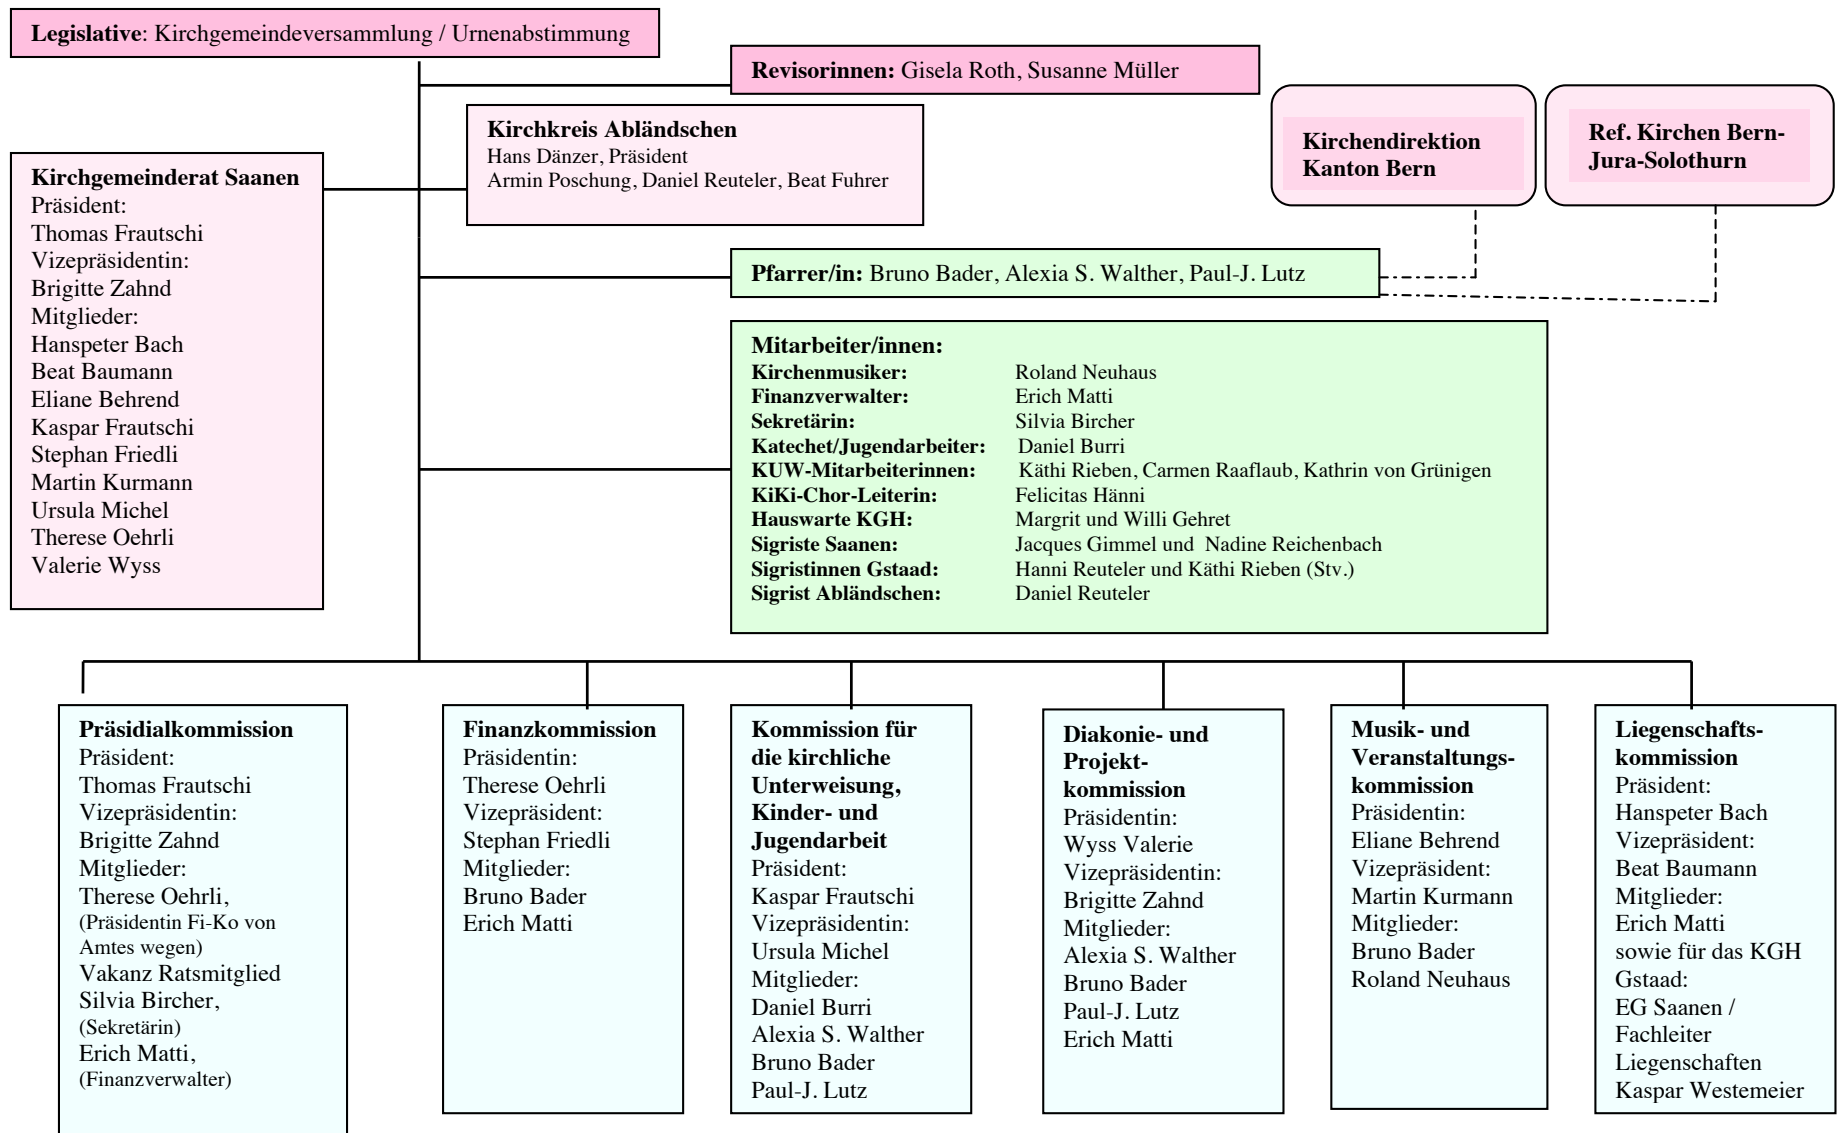 Legislative: Kirchgemeindeversammlung / Urnenabstimmung
Revisorinnen: Gisela Roth, Susanne Müller
Kirchkreis Abländschen
Hans Dänzer, Präsident
Armin Poschung, Daniel Reuteler, Beat Fuhrer
Kirchendirektion
Kanton Bern
Ref. Kirchen Bern-
Jura-Solothurn
Kirchgemeinderat Saanen
Präsident:
Thomas Frautschi
Vizepräsidentin:
Brigitte Zahnd
Mitglieder:
Hanspeter Bach
Beat Baumann
Eliane Behrend
Kaspar Frautschi
Stephan Friedli
Martin Kurmann
Ursula Michel
Therese Oehrli
Valerie Wyss
Pfarrer/in: Bruno Bader, Alexia S. Walther, Paul-J. Lutz
Mitarbeiter/innen:
Kirchenmusiker: Roland Neuhaus
Finanzverwalter: Erich Matti
Sekretärin: Silvia Bircher
Katechet/Jugendarbeiter: Daniel Burri
KUW-Mitarbeiterinnen: Käthi Rieben, Carmen Raaflaub, Kathrin von Grünigen
KiKi-Chor-Leiterin: Felicitas Hänni
Hauswarte KGH: Margrit und Willi Gehret
Sigriste Saanen: Jacques Gimmel und Nadine Reichenbach
Sigristinnen Gstaad: Hanni Reuteler und Käthi Rieben (Stv.)
Sigrist Abländschen: Daniel Reuteler
Präsidialkommission
Präsident:
Thomas Frautschi
Vizepräsidentin:
Brigitte Zahnd
Mitglieder:
Therese Oehrli,
(Präsidentin Fi-Ko von
Amtes wegen)
Vakanz Ratsmitglied
Silvia Bircher,
(Sekretärin)
Erich Matti,
(Finanzverwalter)
Finanzkommission
Präsidentin:
Therese Oehrli
Vizepräsident:
Stephan Friedli
Mitglieder:
Bruno Bader
Erich Matti
Kommission für
die kirchliche
Unterweisung,
Kinder- und
Jugendarbeit
Präsident:
Kaspar Frautschi
Vizepräsidentin:
Ursula Michel
Mitglieder:
Daniel Burri
Alexia S. Walther
Bruno Bader
Paul-J. Lutz
Diakonie- und
Projekt-
kommission
Präsidentin:
Wyss Valerie
Vizepräsidentin:
Brigitte Zahnd
Mitglieder:
Alexia S. Walther
Bruno Bader
Paul-J. Lutz
Erich Matti
Musik- und
Veranstaltungs-
kommission
Präsidentin:
Eliane Behrend
Vizepräsident:
Martin Kurmann
Mitglieder:
Bruno Bader
Roland Neuhaus
Liegenschafts-
kommission
Präsident:
Hanspeter Bach
Vizepräsident:
Beat Baumann
Mitglieder:
Erich Matti
sowie für das KGH
Gstaad:
EG Saanen /
Fachleiter
Liegenschaften
Kaspar Westemeier